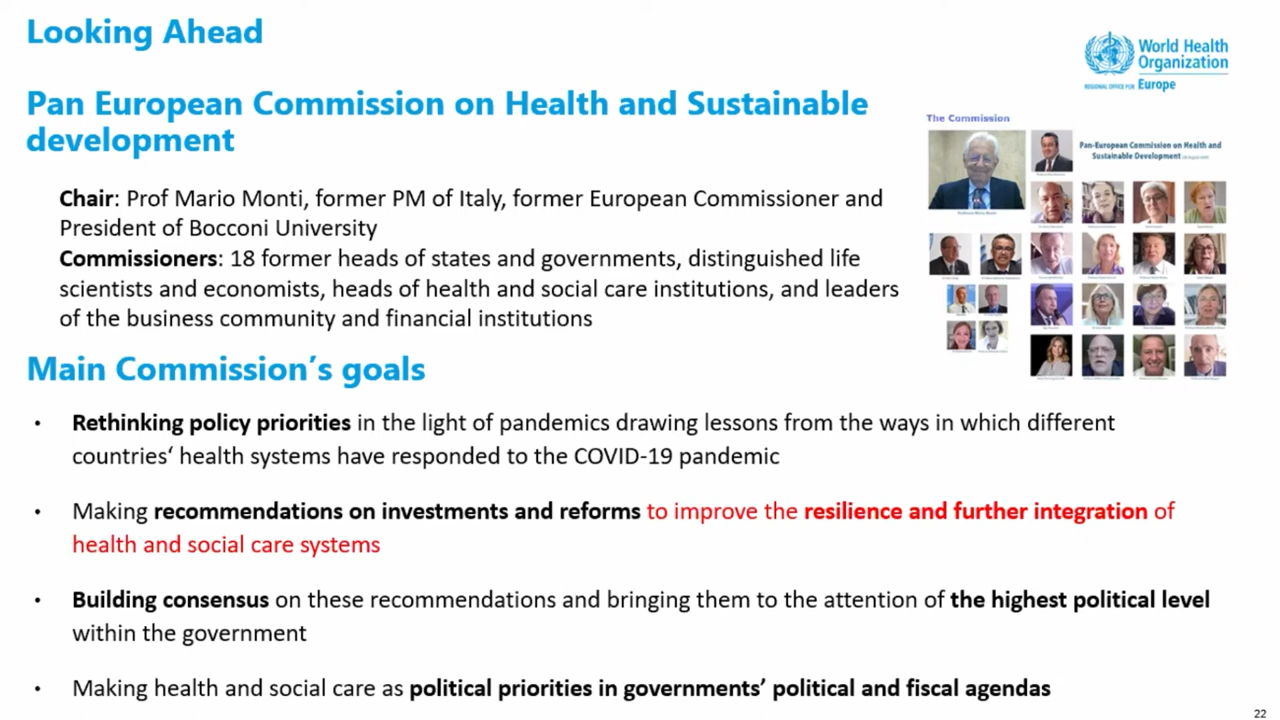 Looking Ahead
World Health
Organization
REGIONAL OFFICE FOR Europe
Pan European Commission on Health and Sustainable
development
The Commission
Pan-European Commission on Health and
Sustainable Development
Chair: Prof Mario Monti, former PM of Italy, former European Commissioner and
President of Bocconi University
Commissioners: 18 former heads of states and governments, distinguished life
scientists and economists, heads of health and social care institutions, and leaders
of the business community and financial institutions
Main Commission’s goals
• Rethinking policy priorities in the light of pandemics drawing lessons from the ways in which different
countries‘ health systems have responded to the COVID-19 pandemic
• Making recommendations on investments and reforms to improve the resilience and further integration of
health and social care systems
• Building consensus on these recommendations and bringing them to the attention of the highest political level
within the government
• Making health and social care as political priorities in governments’ political and fiscal agendas
22